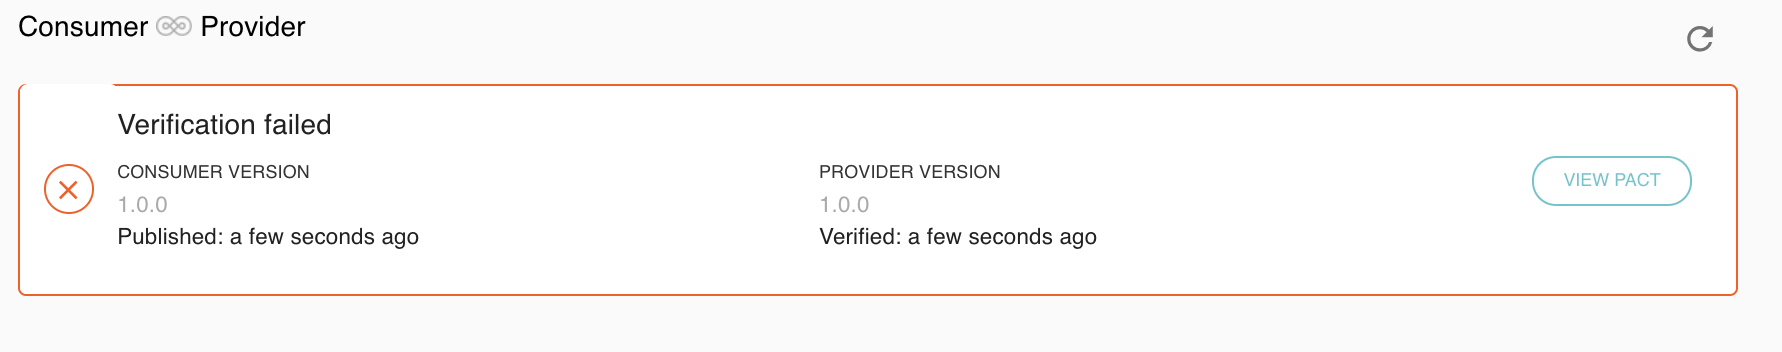 Consumer Provider
Verification failed
CONSUMER VERSION
1.0.0
Published: a few seconds ago
PROVIDER VERSION
1.0.0
Verified: a few seconds ago
VIEW PACT